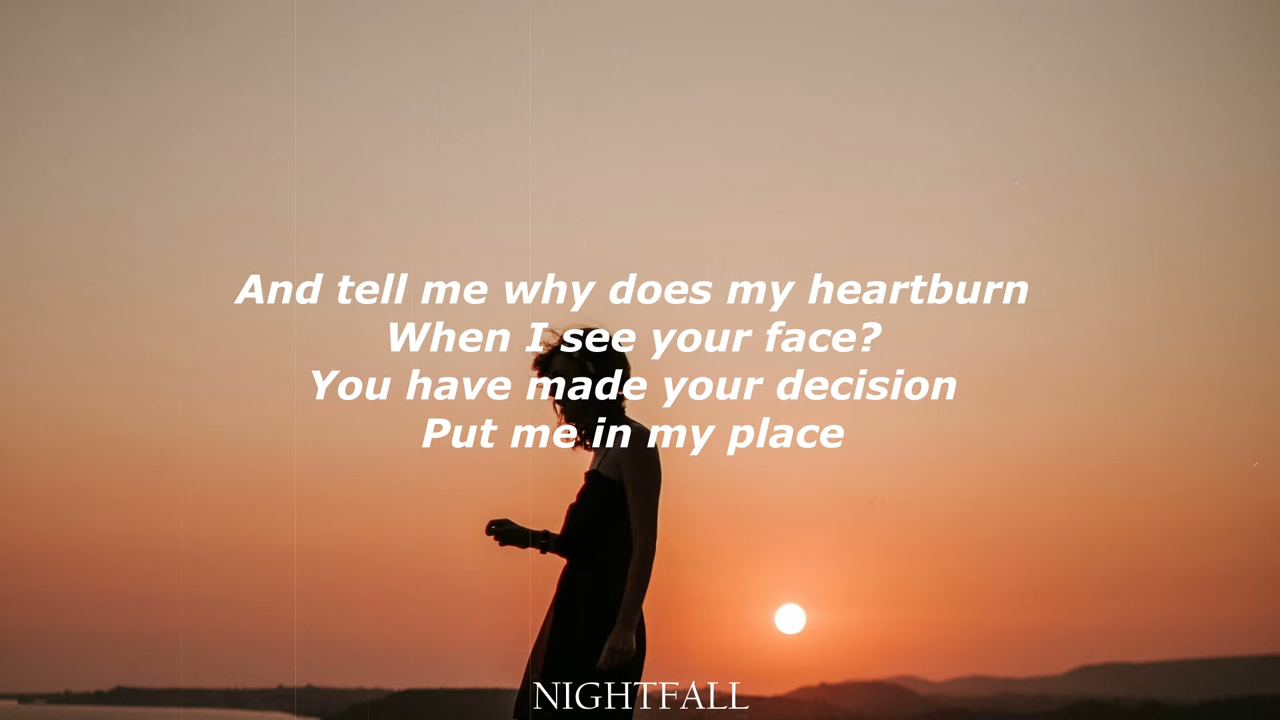 And tell me why does my heartburn
When I see your face?
You have made your decision
Put me in my place
NIGHTFALL